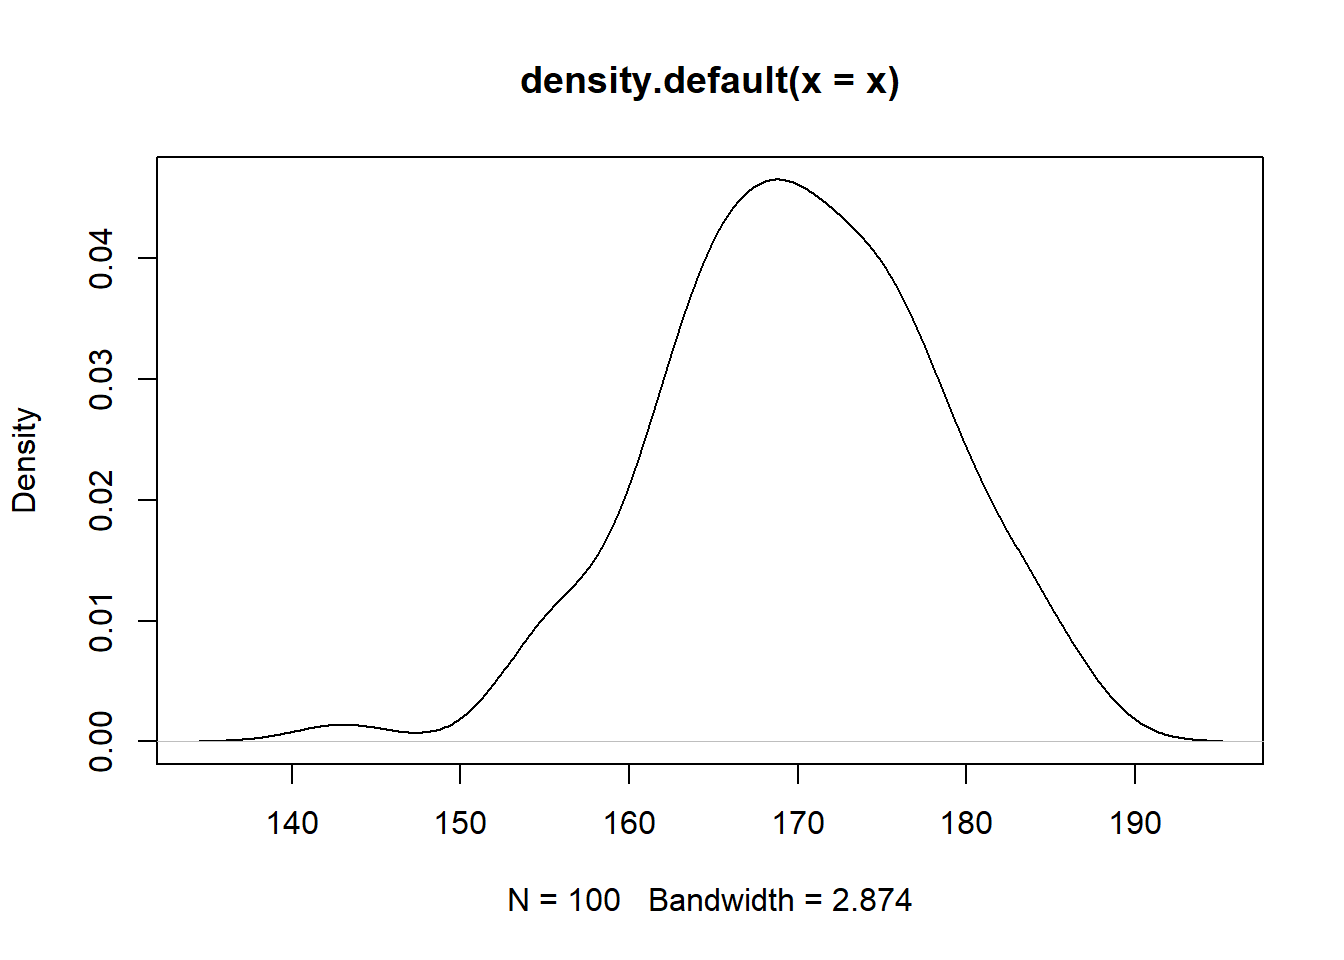 density.default(x = x)
Density
0.00
0.01
0.02
0.03
0.04
140 150 160 170 180 190
N = 100   Bandwidth = 2.874